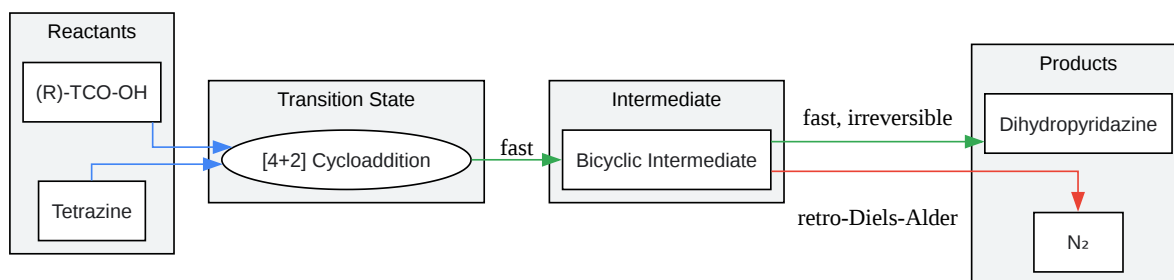 Reactants
(R)-TCO-OH
Tetrazine
Transition State
[4+2] Cycloaddition
fast
Intermediate
Bicyclic Intermediate
fast, irreversible
retro-Diels-Alder
Products
Dihydropyridazine
N₂